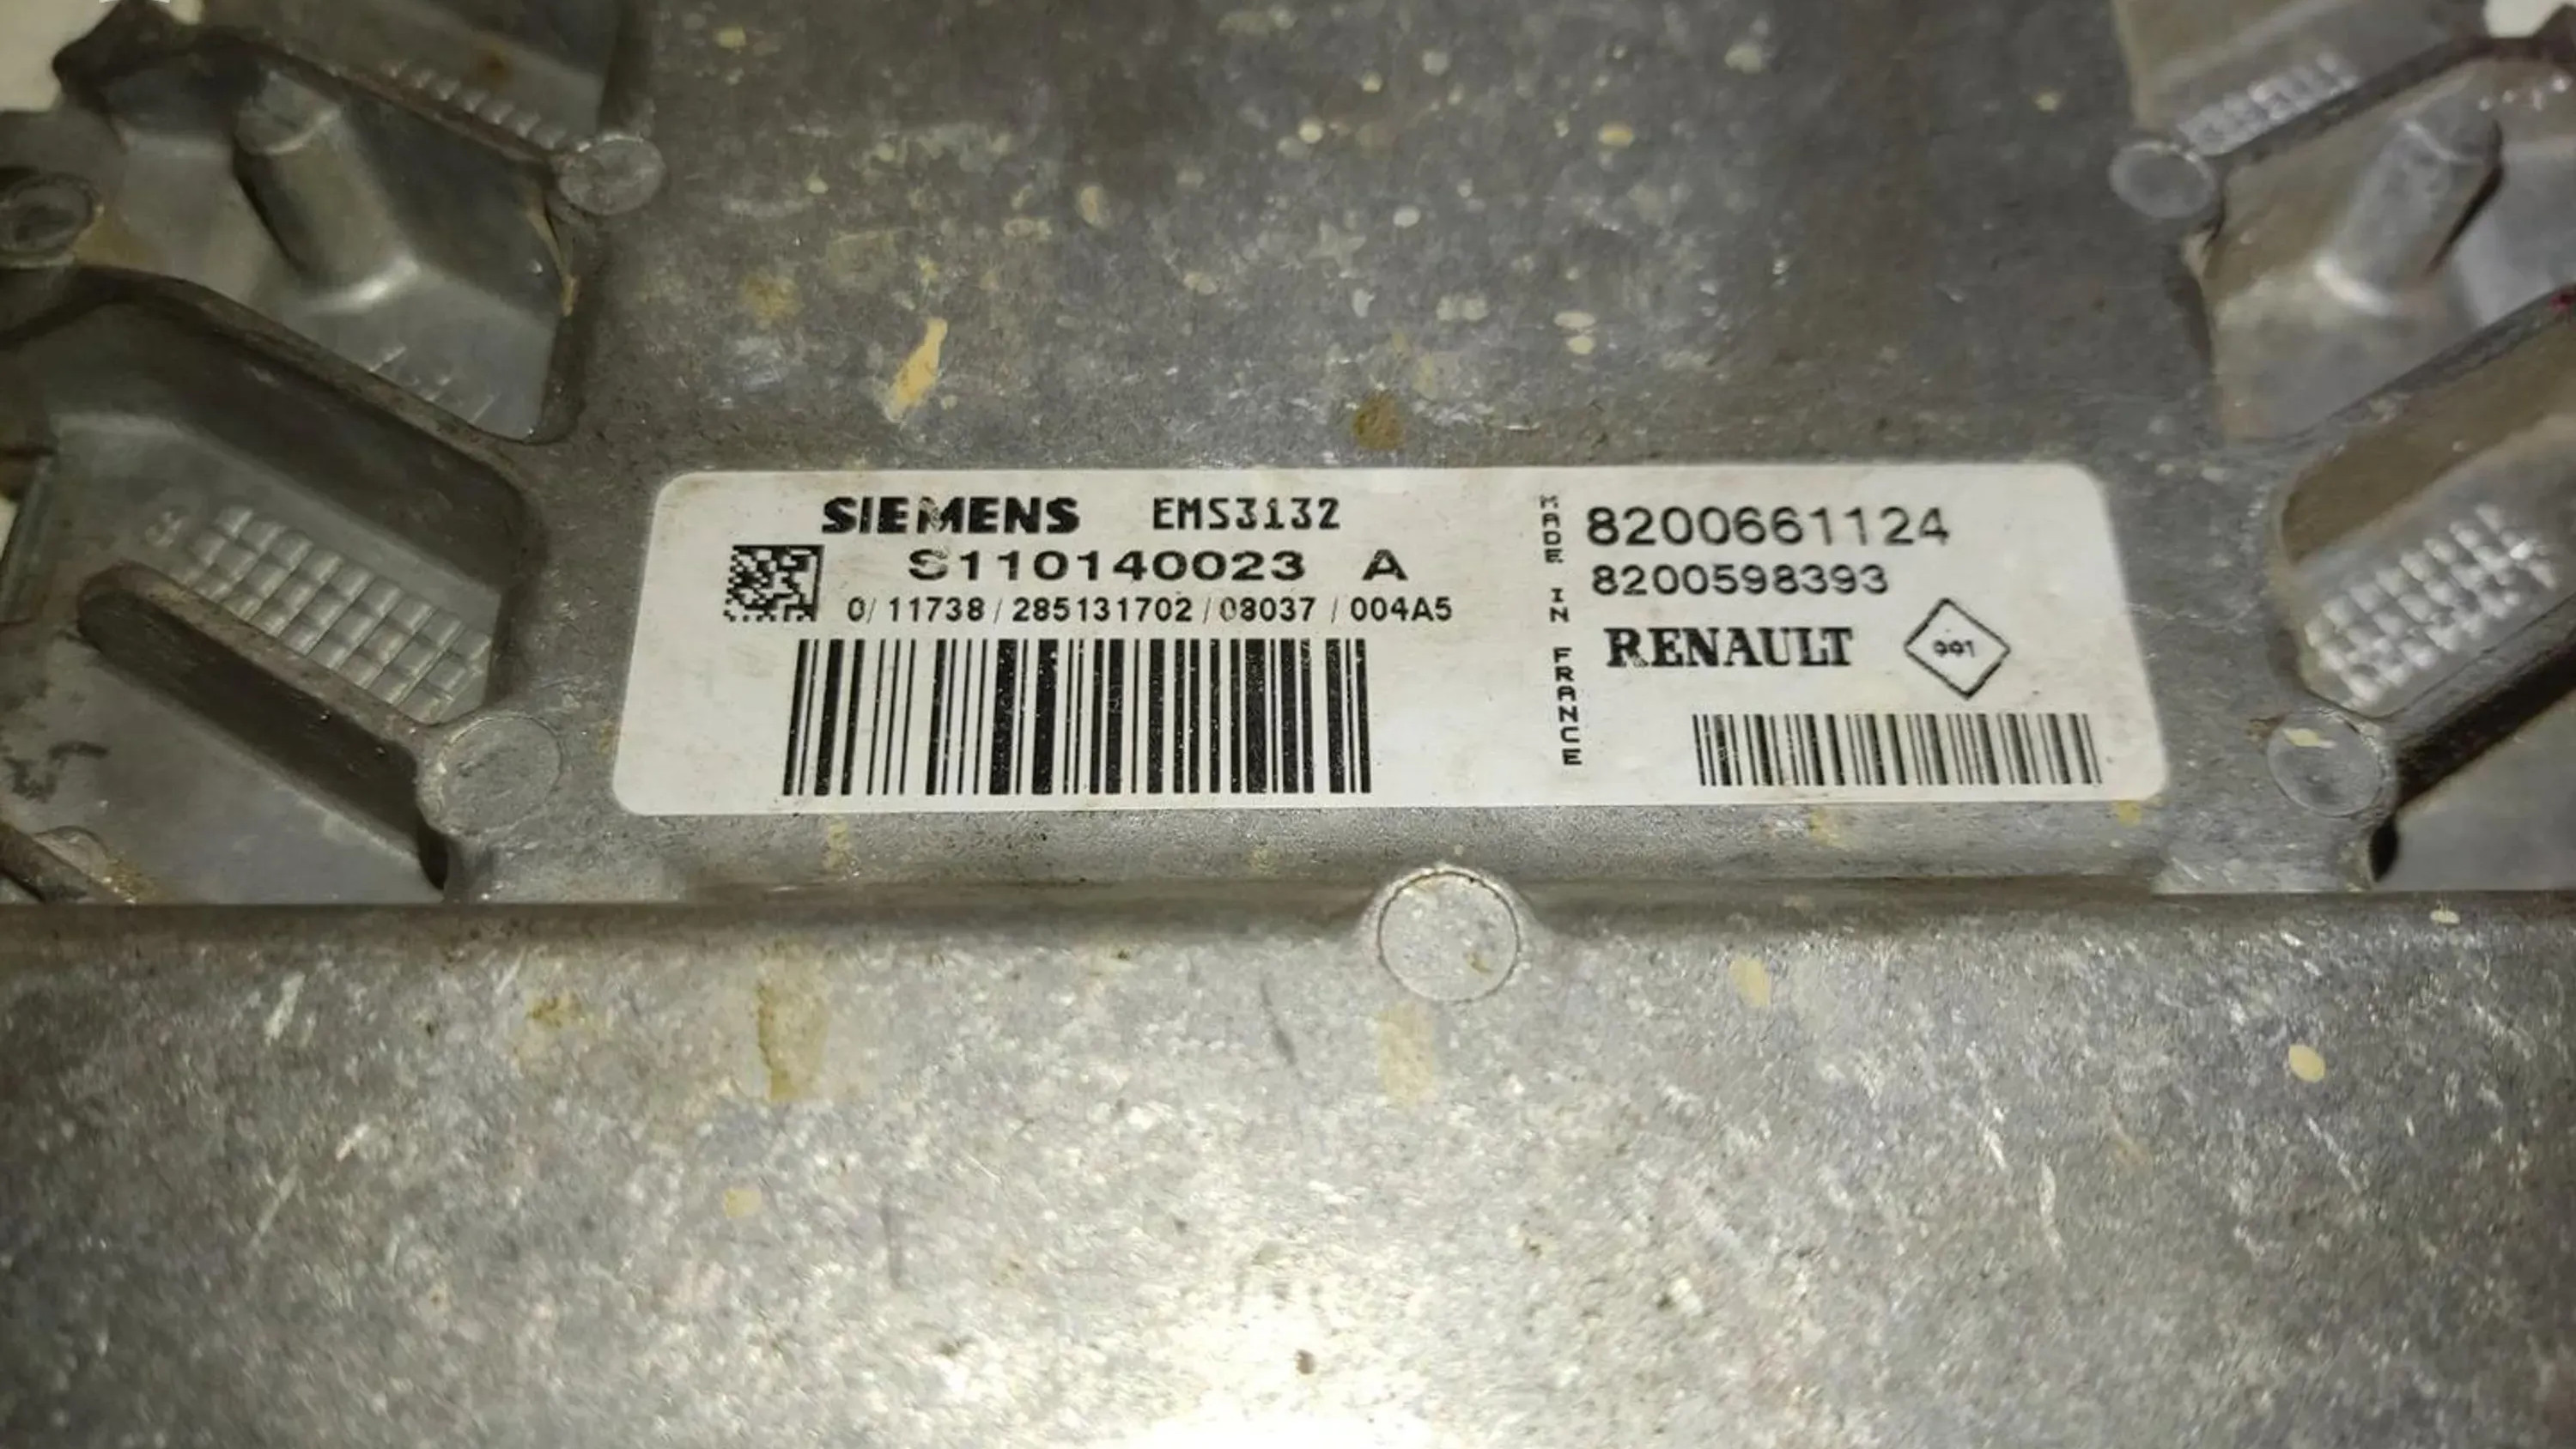 SIEMENS EMS3132
S110140023 A
0/ 11738 / 285131702 / 08037 / 004A5
MADE IN FRANCE
8200661124
8200598393
RENAULT